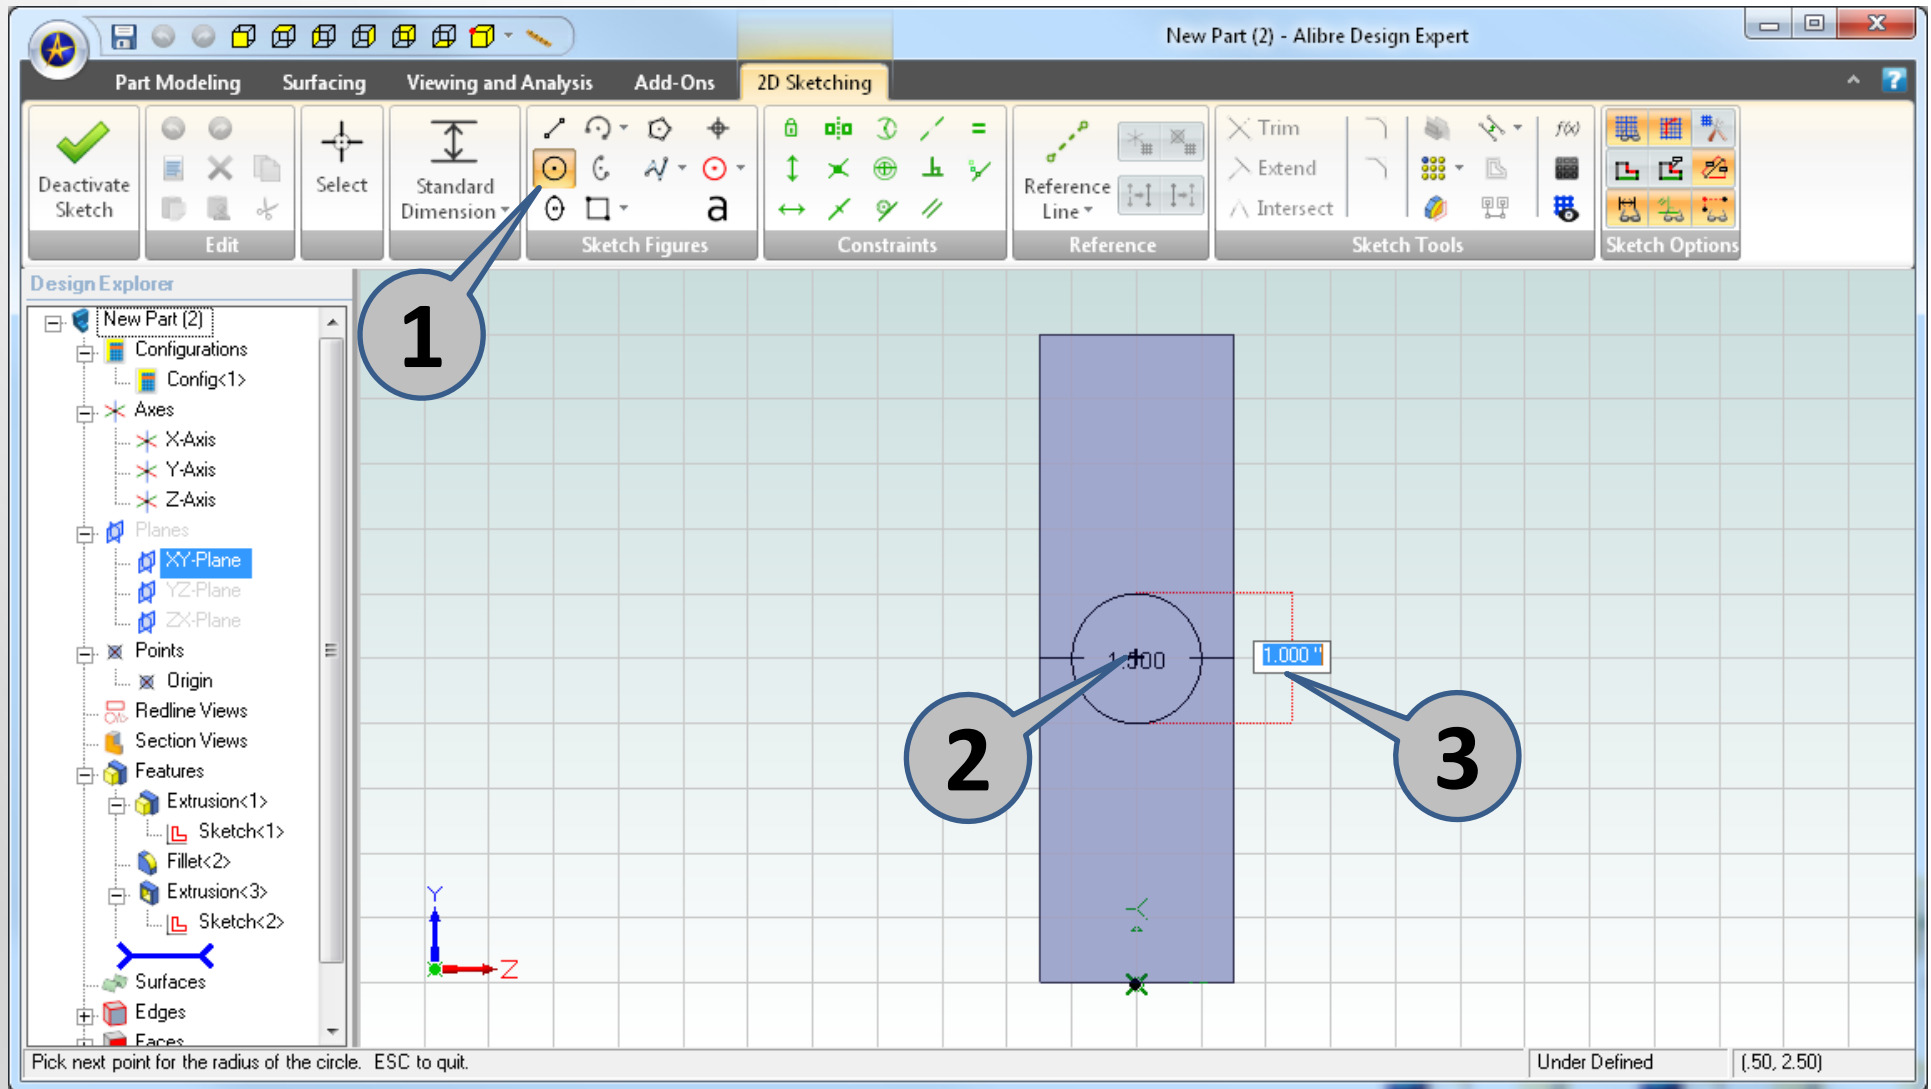 New Part (2) - Alibre Design Expert
Part Modeling Surfacing Viewing and Analysis Add-Ons 2D Sketching
Deactivate Sketch
Edit
Select
Standard Dimension
a
Sketch Figures
Constraints
Reference Line
Reference
Trim
Extend
Intersect
f(x)
Sketch Tools
Sketch Options
Design Explorer
New Part (2)
Configurations
Config<1>
Axes
X-Axis
Y-Axis
Z-Axis
Planes
XY-Plane
YZ-Plane
ZX-Plane
Points
Origin
Redline Views
Section Views
Features
Extrusion<1>
Sketch<1>
Fillet<2>
Extrusion<3>
Sketch<2>
Surfaces
Edges
Faces
1
1.500
1.000 "
2
3
Y
Z
Pick next point for the radius of the circle. ESC to quit.
Under Defined
(.50, 2.50)